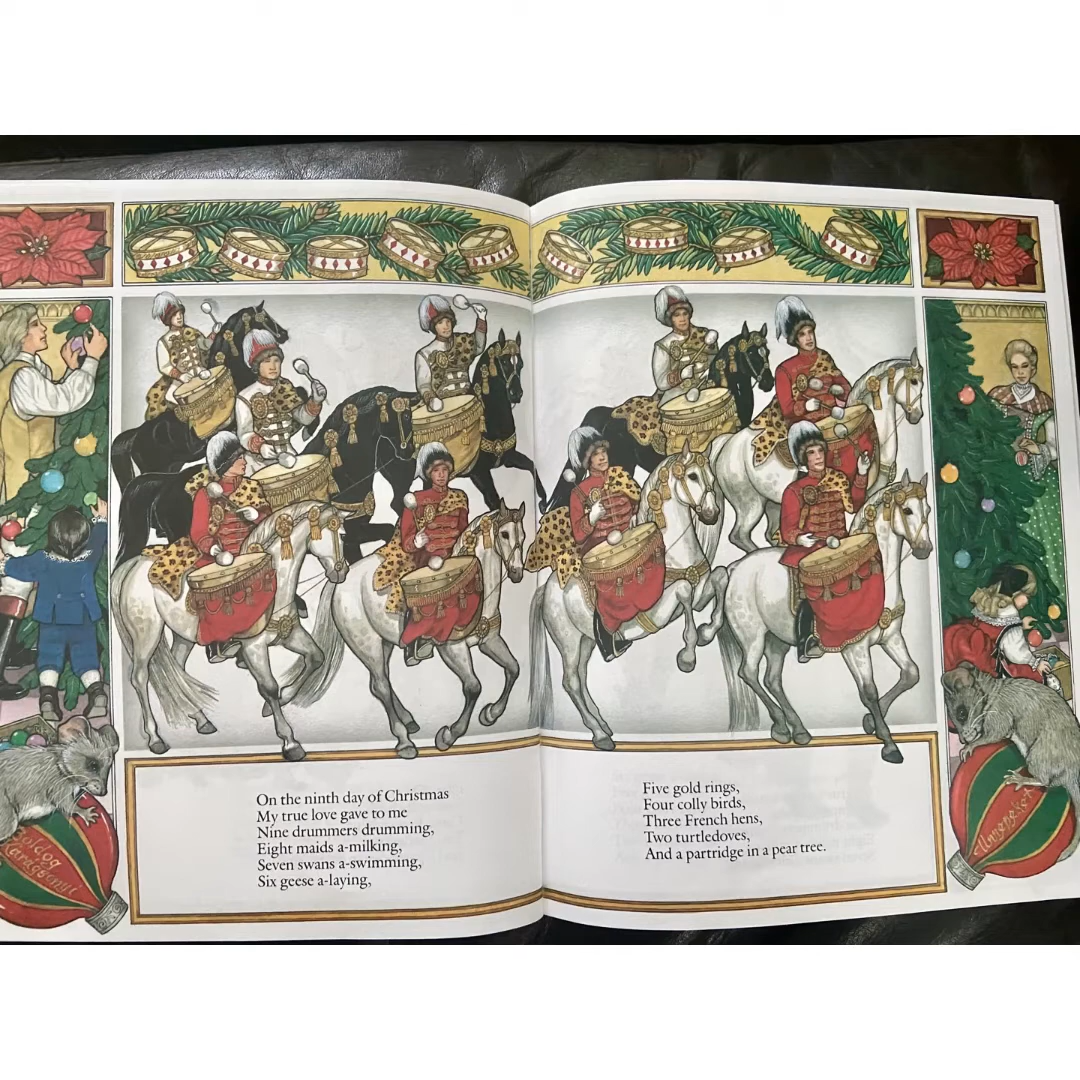 On the ninth day of Christmas
My true love gave to me
Nine drummers drumming,
Eight maids a-milking,
Seven swans a-swimming,
Six geese a-laying,
Five gold rings,
Four colly birds,
Three French hens,
Two turtledoves,
And a partridge in a pear tree.
Ünnepeket